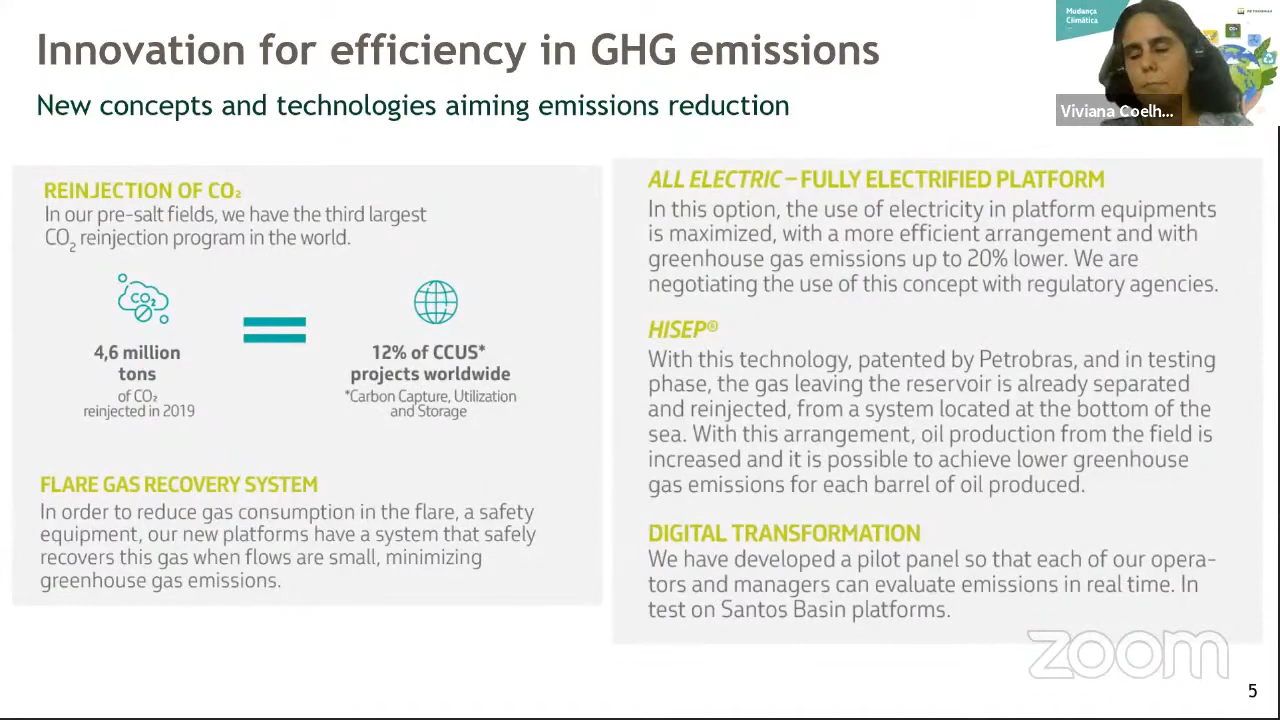 Innovation for efficiency in GHG emissions
New concepts and technologies aiming emissions reduction
Mudança
Climática
PETROBRAS
Viviana Coelh...
REINJECTION OF CO₂
In our pre-salt fields, we have the third largest
CO₂ reinjection program in the world.
CO₂
4,6 million
tons
of CO₂
reinjected in 2019
12% of CCUS*
projects worldwide
*Carbon Capture, Utilization
and Storage
FLARE GAS RECOVERY SYSTEM
In order to reduce gas consumption in the flare, a safety
equipment, our new platforms have a system that safely
recovers this gas when flows are small, minimizing
greenhouse gas emissions.
ALL ELECTRIC – FULLY ELECTRIFIED PLATFORM
In this option, the use of electricity in platform equipments
is maximized, with a more efficient arrangement and with
greenhouse gas emissions up to 20% lower. We are
negotiating the use of this concept with regulatory agencies.
HISEP®
With this technology, patented by Petrobras, and in testing
phase, the gas leaving the reservoir is already separated
and reinjected, from a system located at the bottom of the
sea. With this arrangement, oil production from the field is
increased and it is possible to achieve lower greenhouse
gas emissions for each barrel of oil produced.
DIGITAL TRANSFORMATION
We have developed a pilot panel so that each of our opera-
tors and managers can evaluate emissions in real time. In
test on Santos Basin platforms.
zoom
5